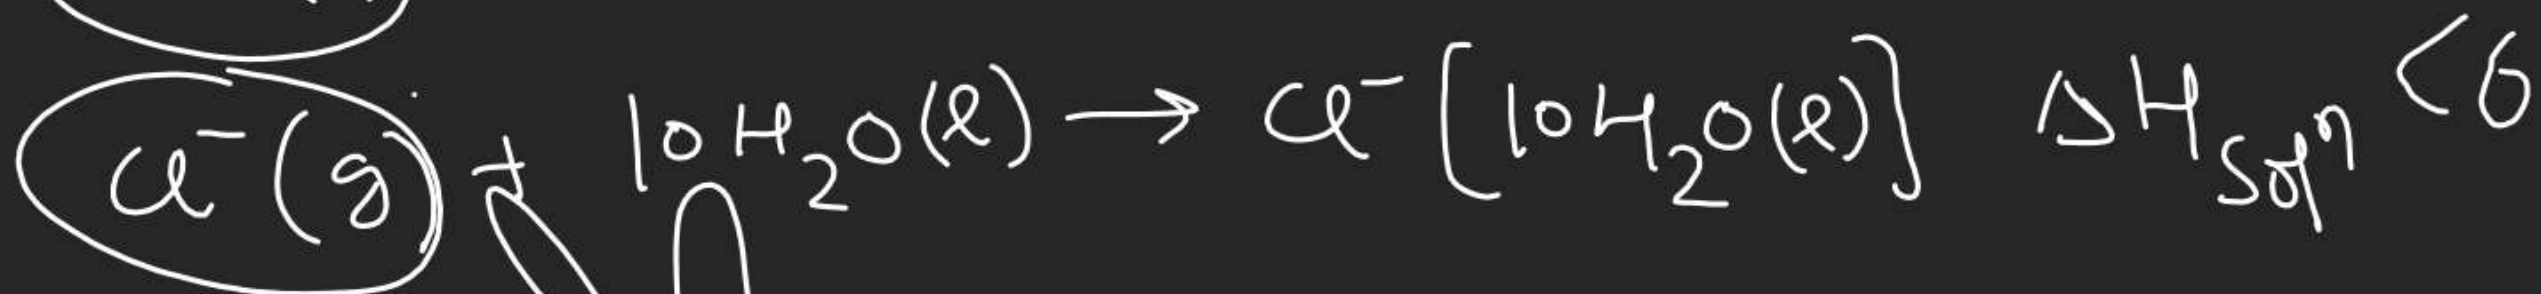 Cl⁻(g) + 10H₂O(l) → Cl⁻[10H₂O(l)] ΔH_Solⁿ <0